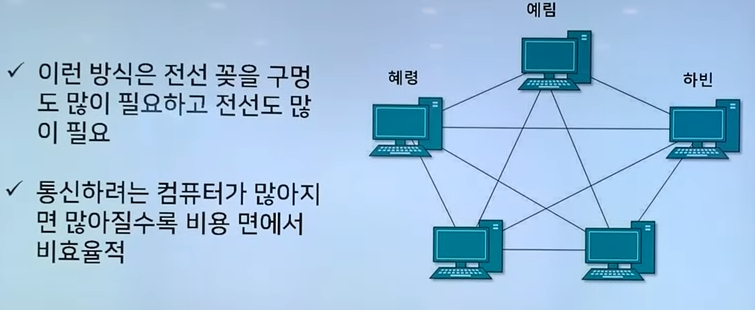 예림
혜령
하빈
✓ 이런 방식은 전선 꽂을 구멍
도 많이 필요하고 전선도 많
이 필요
✓ 통신하려는 컴퓨터가 많아지
면 많아질수록 비용 면에서
비효율적